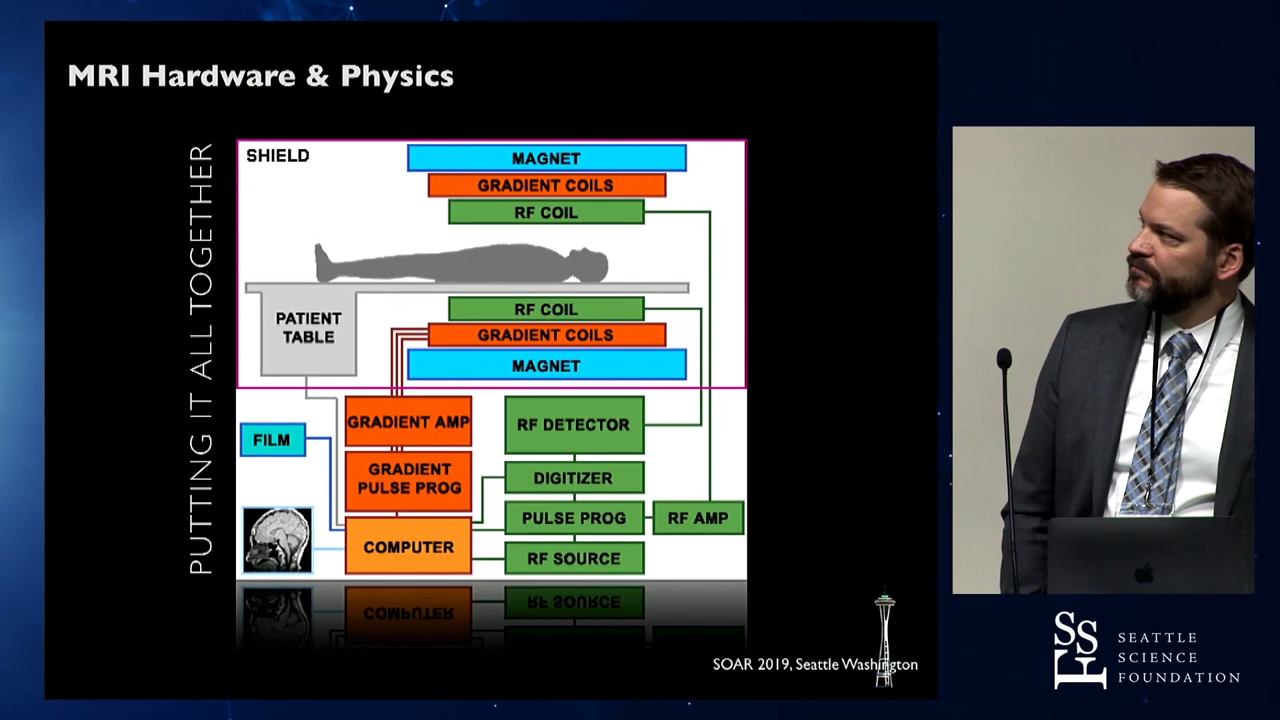 MRI Hardware & Physics
PUTTING IT ALL TOGETHER
SHIELD
MAGNET
GRADIENT COILS
RF COIL
PATIENT
TABLE
RF COIL
GRADIENT COILS
MAGNET
FILM
GRADIENT AMP
GRADIENT
PULSE PROG
COMPUTER
RF DETECTOR
DIGITIZER
PULSE PROG
RF AMP
RF SOURCE
COMPUTER
RF SOURCE
SOAR 2019, Seattle Washington
SSF
SEATTLE
SCIENCE
FOUNDATION